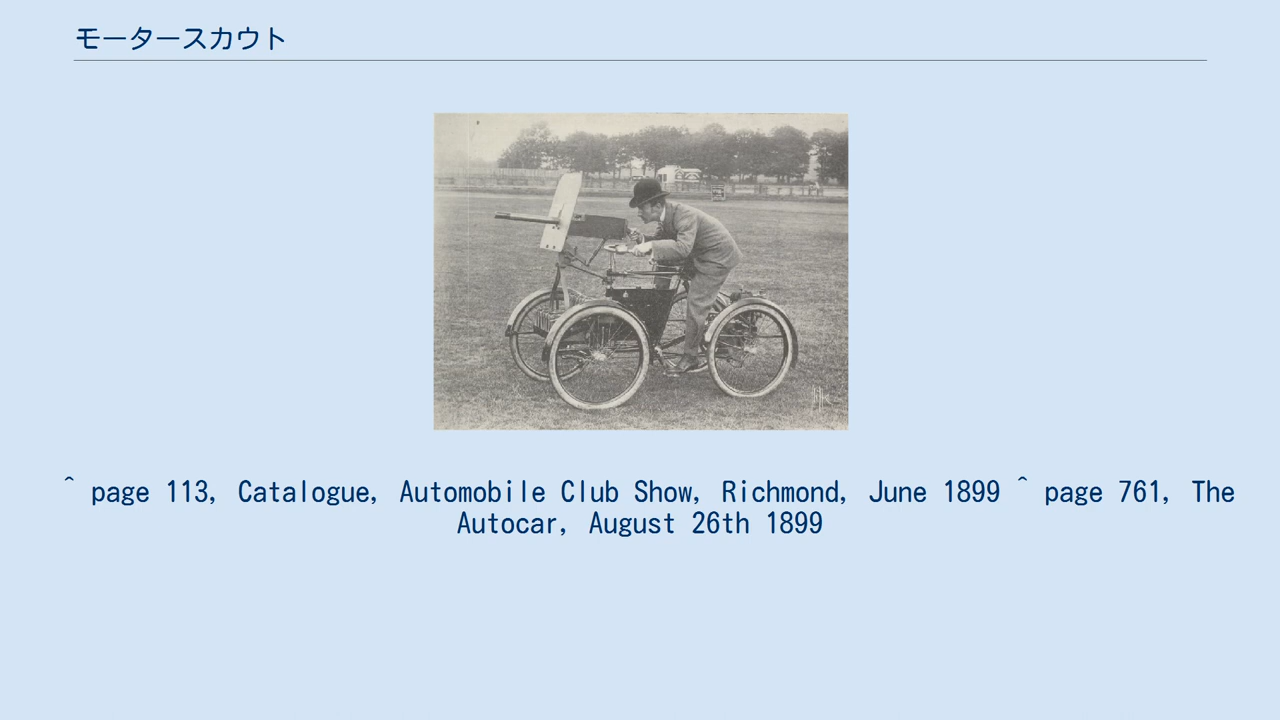 モータースカウト
^ page 113, Catalogue, Automobile Club Show, Richmond, June 1899 ^ page 761, The
Autocar, August 26th 1899